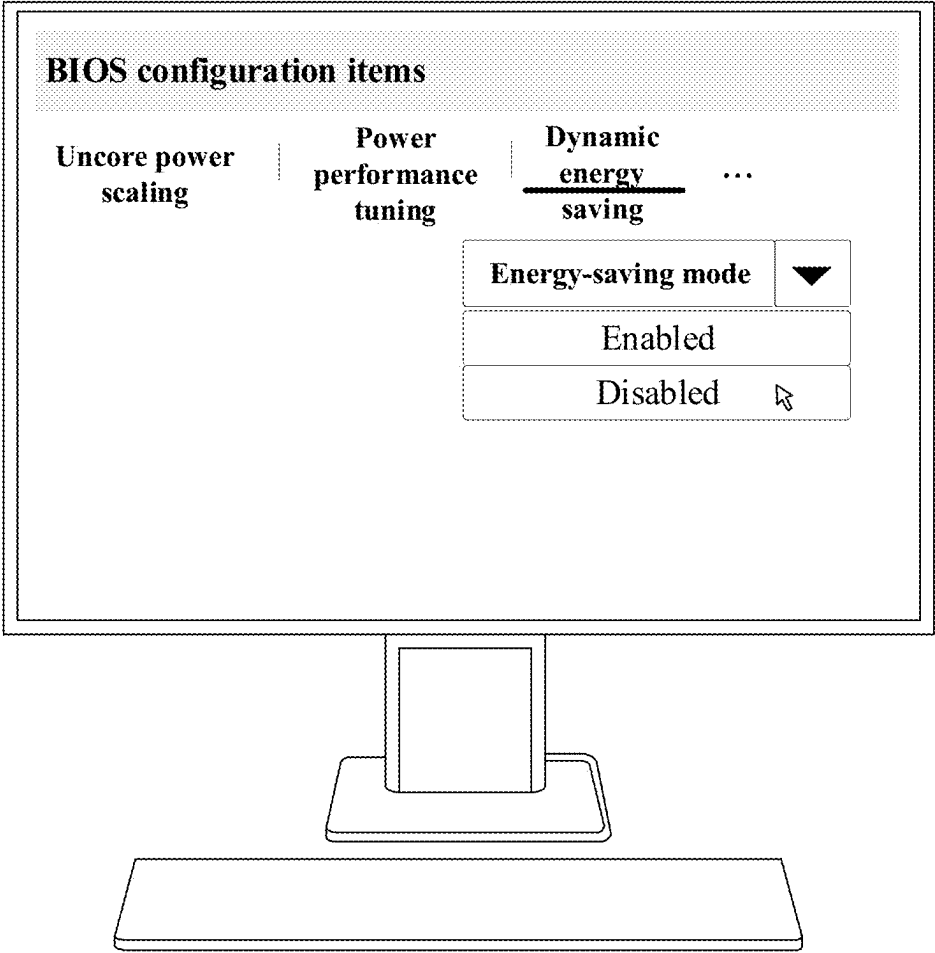 BIOS configuration items
Uncore power
scaling
Power
performance
tuning
Dynamic
energy
saving
...
Energy-saving mode
Enabled
Disabled